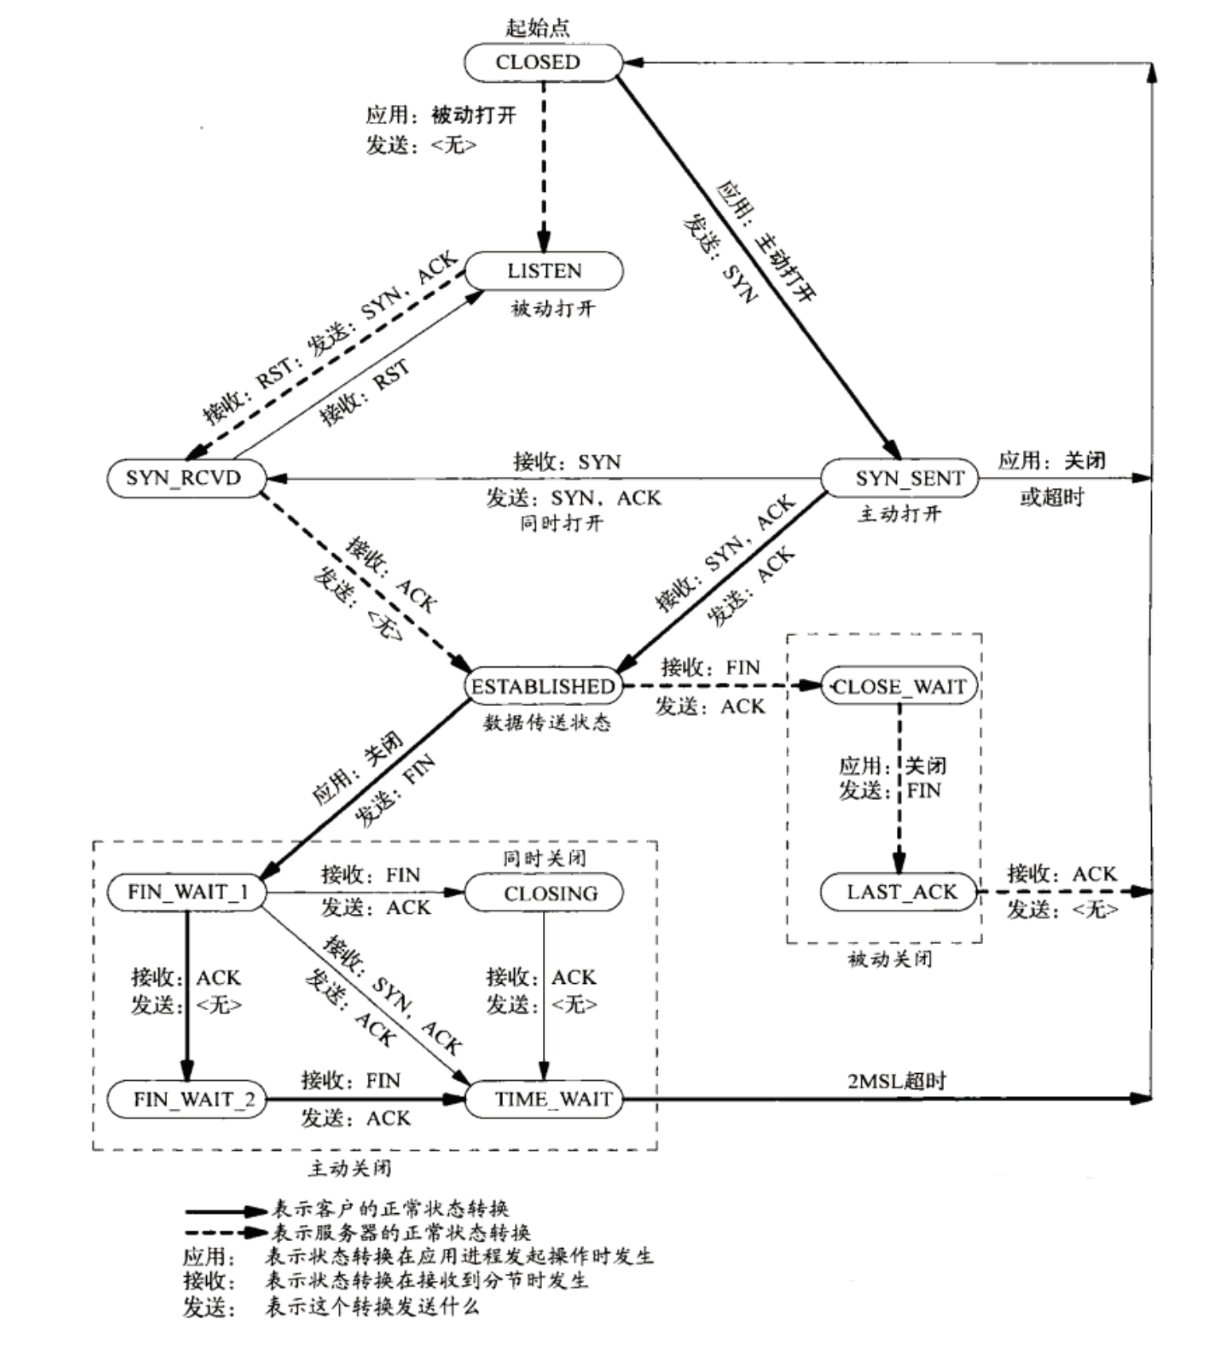 起始点
CLOSED
应用：被动打开
发送：<无>
应用：主动打开
发送：SYN
LISTEN
被动打开
接收：RST；发送：SYN，ACK
接收：RST
SYN_RCVD
接收：SYN
发送：SYN，ACK
同时打开
SYN_SENT
主动打开
应用：关闭
或超时
接收：ACK
发送：<无>
接收：SYN，ACK
发送：ACK
ESTABLISHED
数据传送状态
接收：FIN
发送：ACK
CLOSE_WAIT
应用：关闭
发送：FIN
应用：关闭
发送：FIN
LAST_ACK
接收：ACK
发送：<无>
被动关闭
同时关闭
FIN_WAIT_1
接收：FIN
发送：ACK
CLOSING
接收：ACK
发送：<无>
接收：SYN，ACK
发送：ACK
接收：ACK
发送：<无>
FIN_WAIT_2
接收：FIN
发送：ACK
TIME_WAIT
2MSL超时
主动关闭
表示客户的正常状态转换
表示服务器的正常状态转换
应用： 表示状态转换在应用进程发起操作时发生
接收： 表示状态转换在接收到分节时发生
发送： 表示这个转换发送什么